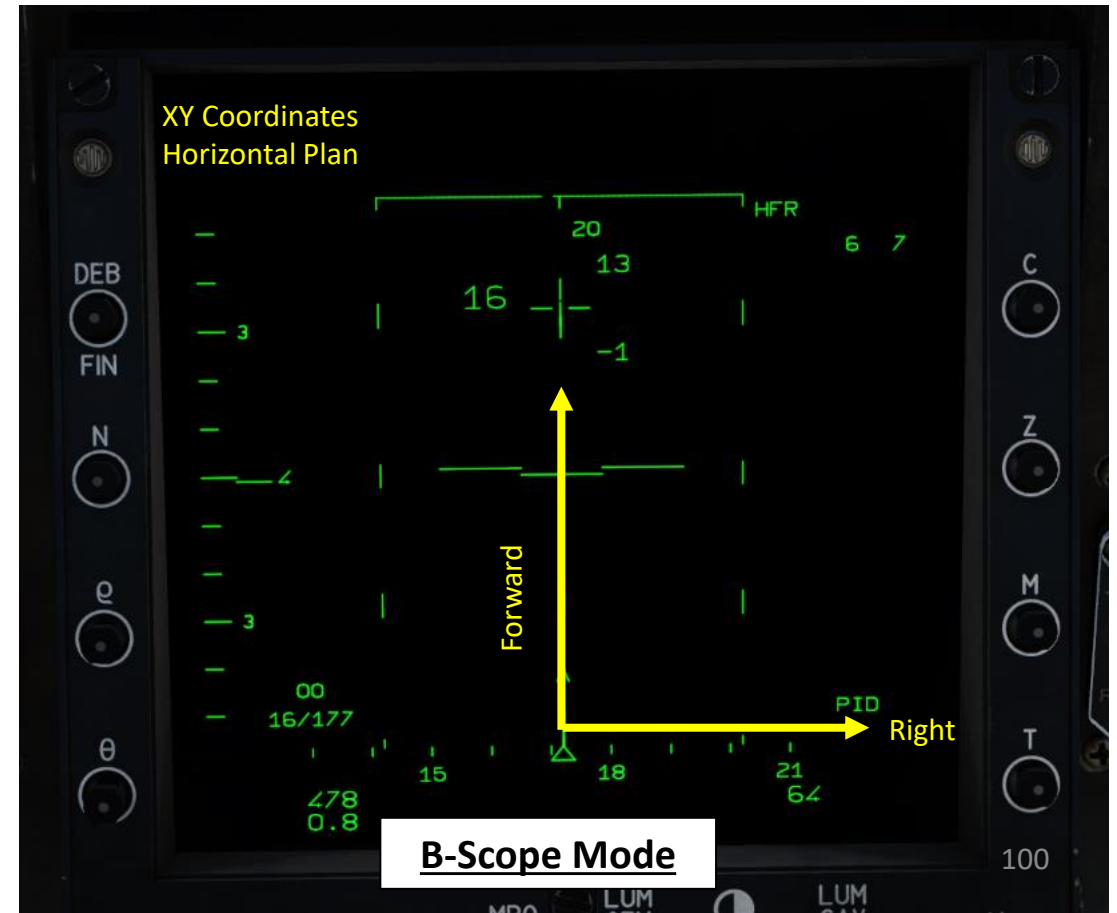 XY Coordinates
Horizontal Plan
HFR
20
6 7
13
DEB
C
16
3
FIN
-1
N
Z
4
Forward
ϱ
M
3
00
PID
16/177
Right
θ
T
15
18
21
478
64
0.8
B-Scope Mode
100
LUM
LUM